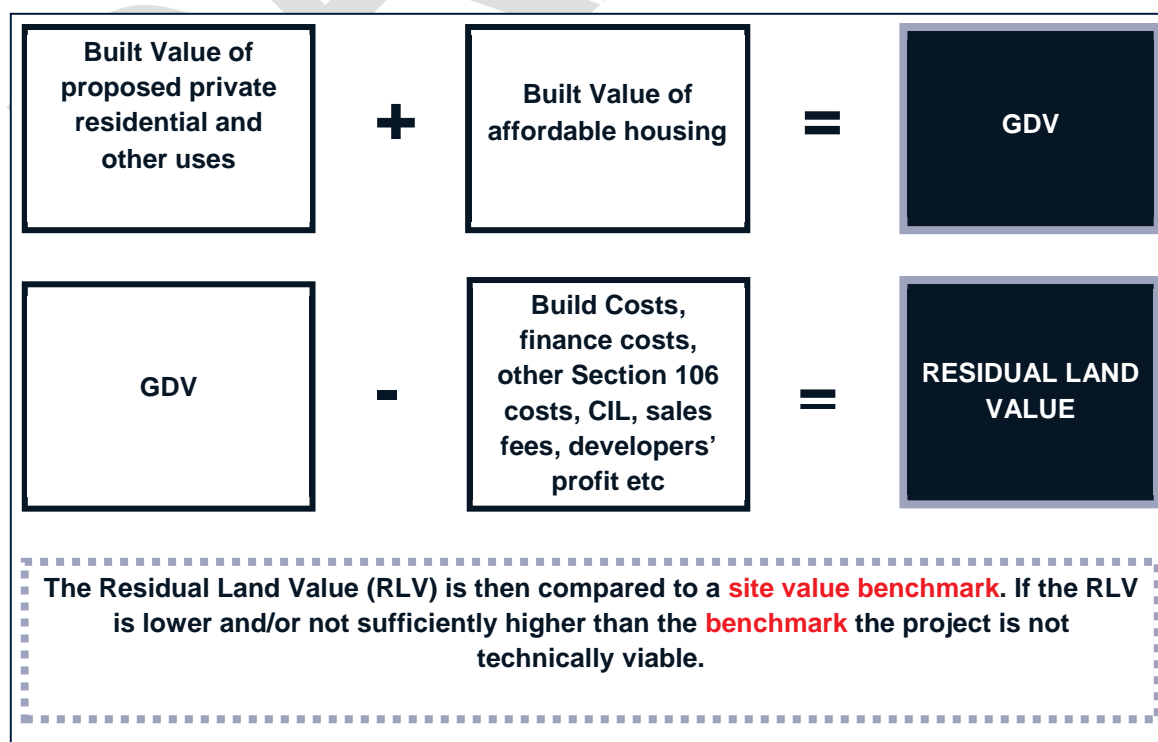 Built Value of
proposed private
residential and
other uses
+
Built Value of
affordable housing
=
GDV
GDV
-
Build Costs,
finance costs,
other Section 106
costs, CIL, sales
fees, developers’
profit etc
=
RESIDUAL LAND
VALUE
The Residual Land Value (RLV) is then compared to a site value benchmark. If the RLV
is lower and/or not sufficiently higher than the benchmark the project is not
technically viable.